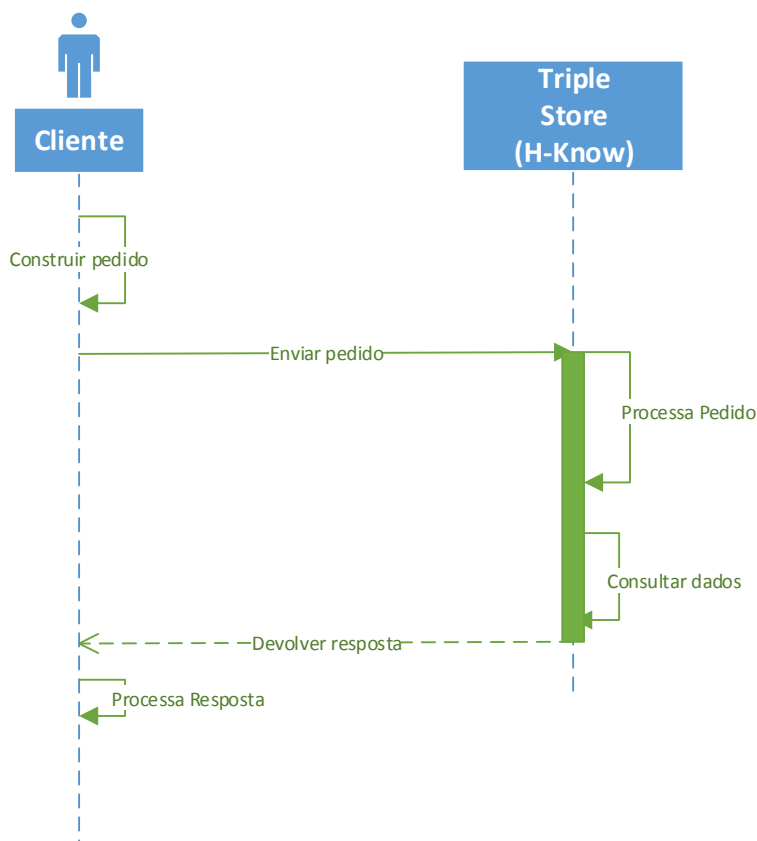 Cliente
Triple
Store
(H-Know)
Construir pedido
Enviar pedido
Processa Pedido
Consultar dados
Devolver resposta
Processa Resposta